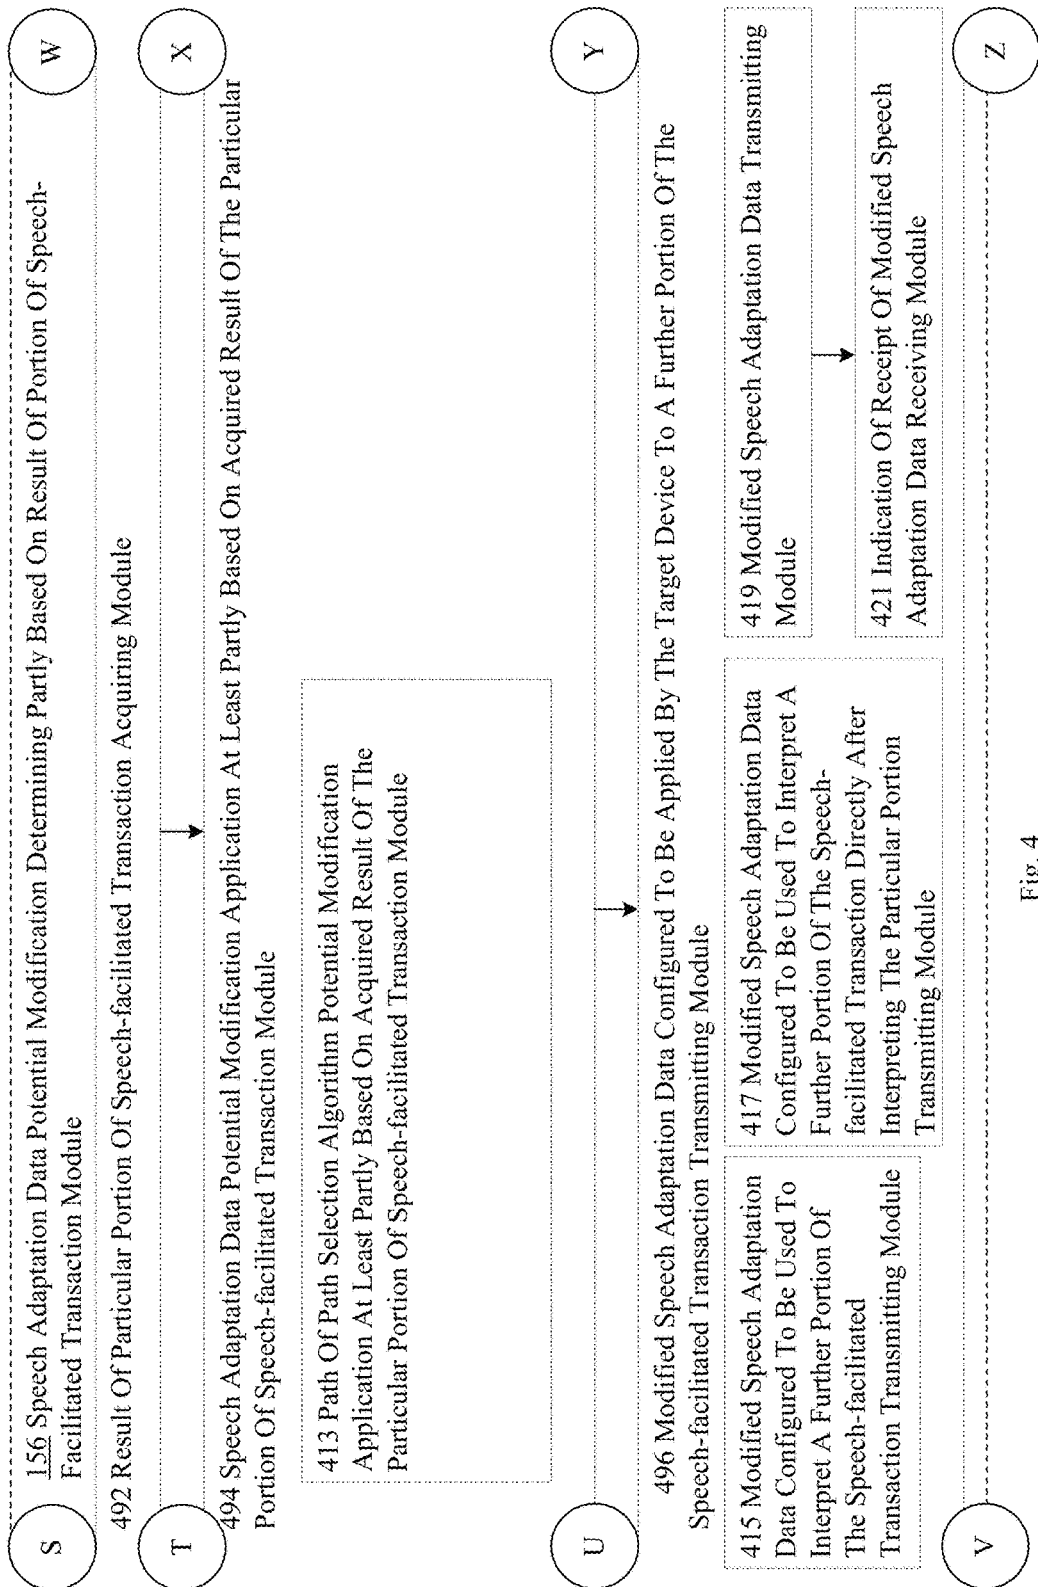 S
W
156 Speech Adaptation Data Potential Modification Determining Partly Based On Result Of Portion Of Speech-
Facilitated Transaction Module
492 Result Of Particular Portion Of Speech-facilitated Transaction Acquiring Module
T
X
494 Speech Adaptation Data Potential Modification Application At Least Partly Based On Acquired Result Of The Particular
Portion Of Speech-facilitated Transaction Module
413 Path Of Path Selection Algorithm Potential Modification
Application At Least Partly Based On Acquired Result Of The
Particular Portion Of Speech-facilitated Transaction Module
U
Y
496 Modified Speech Adaptation Data Configured To Be Applied By The Target Device To A Further Portion Of The
Speech-facilitated Transaction Transmitting Module
415 Modified Speech Adaptation
Data Configured To Be Used To
Interpret A Further Portion Of
The Speech-facilitated
Transaction Transmitting Module
417 Modified Speech Adaptation Data
Configured To Be Used To Interpret A
Further Portion Of The Speech-
facilitated Transaction Directly After
Interpreting The Particular Portion
Transmitting Module
419 Modified Speech Adaptation Data Transmitting
Module
421 Indication Of Receipt Of Modified Speech
Adaptation Data Receiving Module
V
Z
Fig. 4